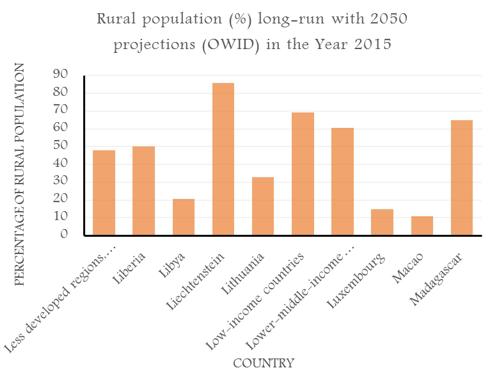 Rural population (%) long-run with 2050
projections (OWID) in the Year 2015
PERCENTAGE OF RURAL POPULATION
90
80
70
60
50
40
30
20
10
0
Less developed regions,…
Liberia
Libya
Liechtenstein
Lithuania
Low-income countries
Lower-middle-income…
Luxembourg
Macao
Madagascar
COUNTRY